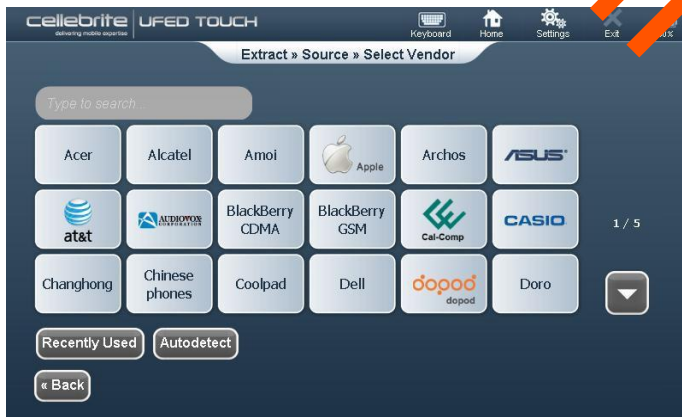 cellebrite UFED TOUCH
delivering mobile expertise
Keyboard Home Settings Exit
Extract » Source » Select Vendor
Type to search...
Acer Alcatel Amoi Apple Archos ASUS
at&t AUDIOVOX CORPORATION BlackBerry CDMA BlackBerry GSM Cal-Comp CASIO
1 / 5
Changhong Chinese phones Coolpad Dell dopod dopod Doro
Recently Used Autodetect
« Back